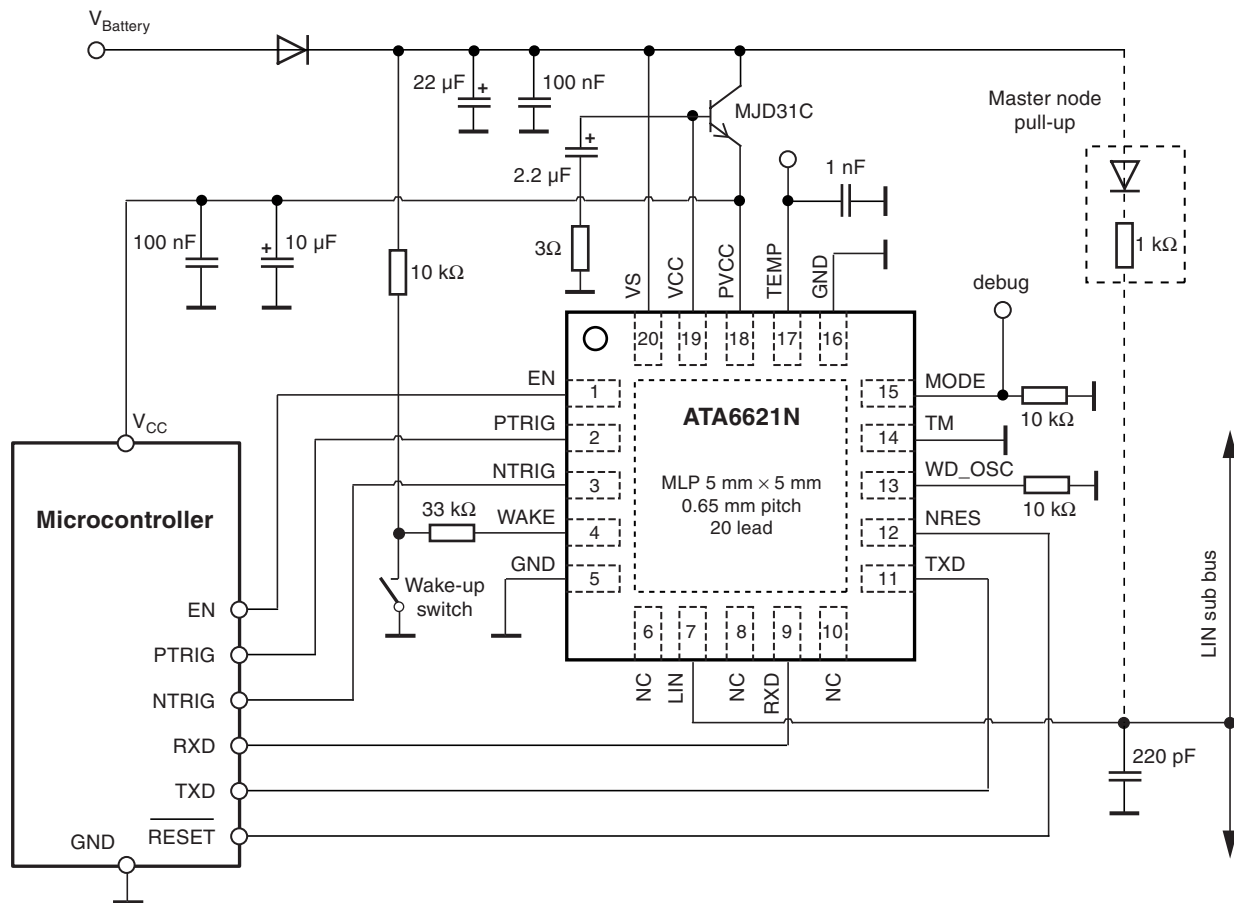 V_Battery
22 µF
+
100 nF
MJD31C
Master node
pull-up
+
2.2 µF
1 nF
100 nF
+
10 µF
10 kΩ
3Ω
1 kΩ
VS
VCC
PVCC
TEMP
GND
debug
20
19
18
17
16
EN
1
15
MODE
10 kΩ
ATA6621N
PTRIG
2
14
TM
V_CC
NTRIG
3
MLP 5 mm × 5 mm
0.65 mm pitch
20 lead
13
WD_OSC
10 kΩ
Microcontroller
33 kΩ
WAKE
4
12
NRES
GND
5
11
TXD
Wake-up
switch
6
7
8
9
10
NC
LIN
NC
RXD
NC
LIN sub bus
EN
PTRIG
NTRIG
RXD
TXD
RESET
GND
220 pF